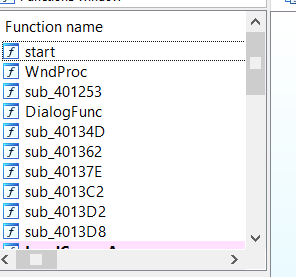 Function name
start
WndProc
sub_401253
DialogFunc
sub_40134D
sub_401362
sub_40137E
sub_4013C2
sub_4013D2
sub_4013D8